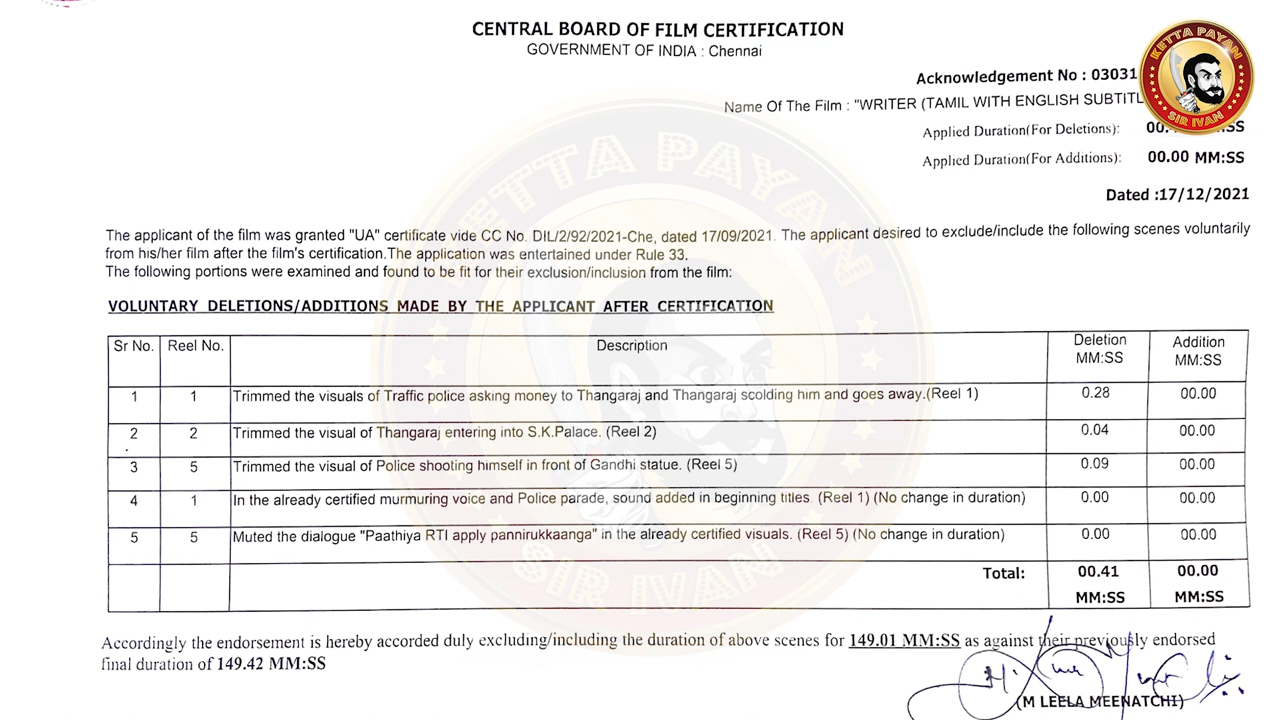 CENTRAL BOARD OF FILM CERTIFICATION
GOVERNMENT OF INDIA : Chennai
KETTA PAYAN
SIR IVAN
Acknowledgement No : 03031
Name Of The Film : "WRITER (TAMIL WITH ENGLISH SUBTITL
Applied Duration(For Deletions): 00. SS
Applied Duration(For Additions): 00.00 MM:SS
Dated :17/12/2021
The applicant of the film was granted "UA" certificate vide CC No. DIL/2/92/2021-Che, dated 17/09/2021. The applicant desired to exclude/include the following scenes voluntarily
from his/her film after the film's certification.The application was entertained under Rule 33.
The following portions were examined and found to be fit for their exclusion/inclusion from the film:
VOLUNTARY DELETIONS/ADDITIONS MADE BY THE APPLICANT AFTER CERTIFICATION
Sr No. Reel No. Description Deletion MM:SS Addition MM:SS
1 1 Trimmed the visuals of Traffic police asking money to Thangaraj and Thangaraj scolding him and goes away.(Reel 1) 0.28 00.00
2 2 Trimmed the visual of Thangaraj entering into S.K.Palace. (Reel 2) 0.04 00.00
3 5 Trimmed the visual of Police shooting himself in front of Gandhi statue. (Reel 5) 0.09 00.00
4 1 In the already certified murmuring voice and Police parade, sound added in beginning titles. (Reel 1) (No change in duration) 0.00 00.00
5 5 Muted the dialogue "Paathiya RTI apply pannirukkaanga" in the already certified visuals. (Reel 5) (No change in duration) 0.00 00.00
Total: 00.41 00.00
MM:SS MM:SS
Accordingly the endorsement is hereby accorded duly excluding/including the duration of above scenes for 149.01 MM:SS as against their previously endorsed
final duration of 149.42 MM:SS
(M LEELA MEENATCHI)
KETTA PAYAN
SIR IVAN